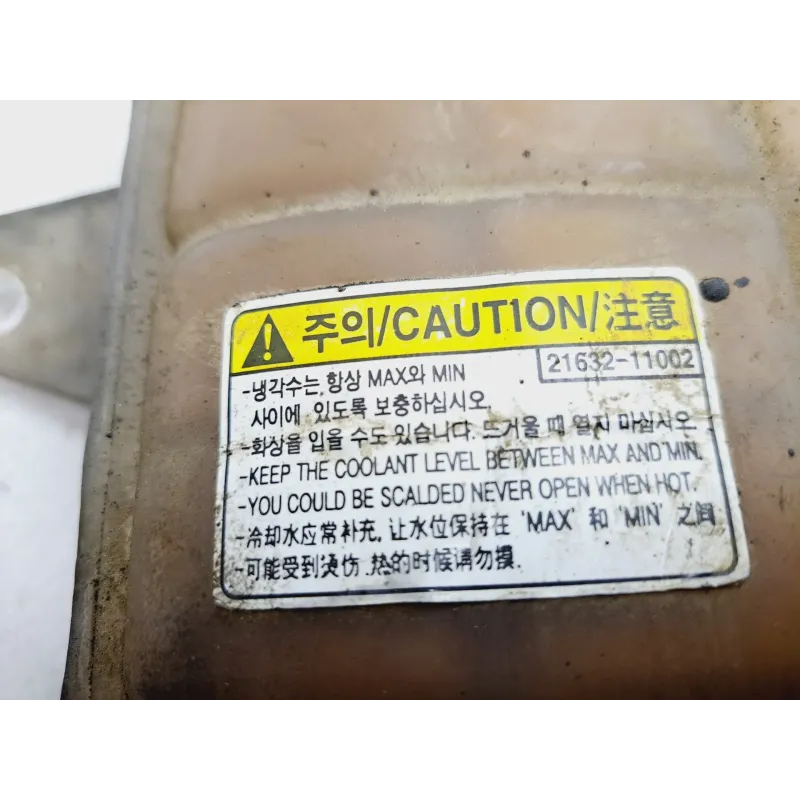 주의/CAUTION/注意
21632-11002
-냉각수는 항상 MAX와 MIN
사이에 있도록 보충하십시오.
-화상을 입을 수도 있습니다. 뜨거울 때 열지 마십시오.
-KEEP THE COOLANT LEVEL BETWEEN MAX AND MIN.
-YOU COULD BE SCALDED NEVER OPEN WHEN HOT.
-冷却水应常补充, 让水位保持在 'MAX' 和 'MIN' 之间
-可能受到烫伤. 热的时候请勿摸.